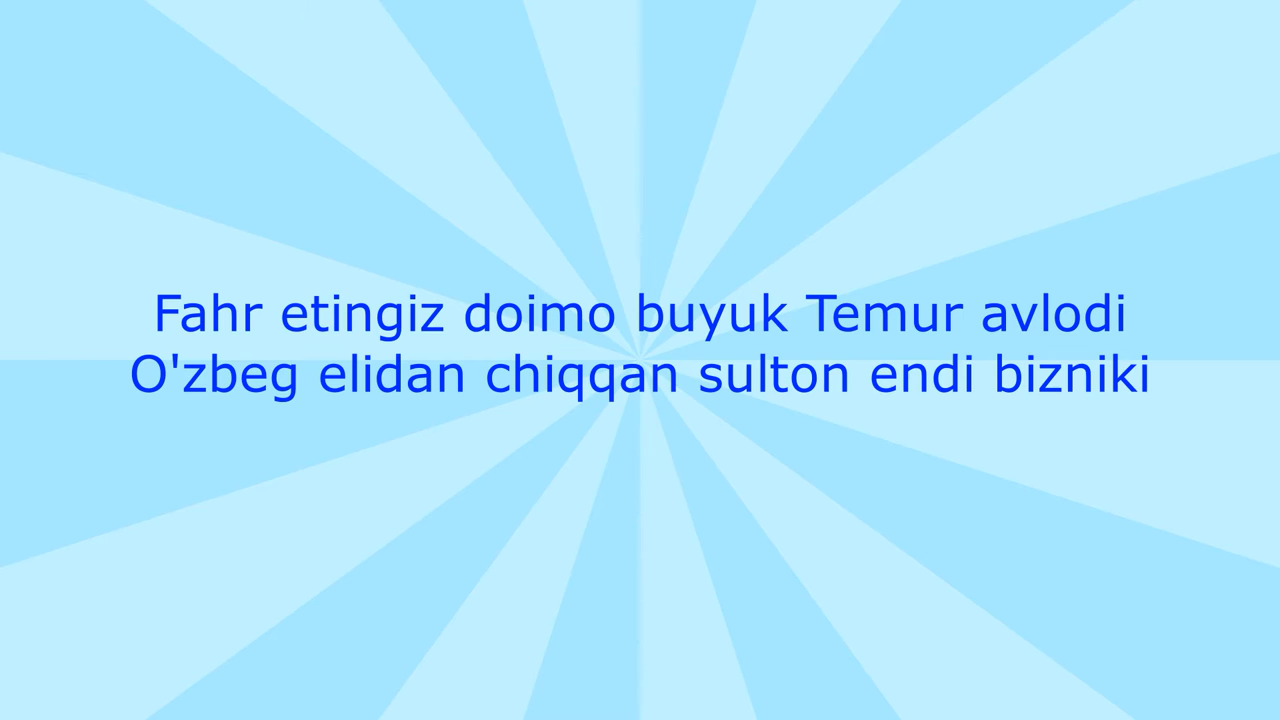 Fahr etingiz doimo buyuk Temur avlodi
O'zbeg elidan chiqqan sulton endi bizniki